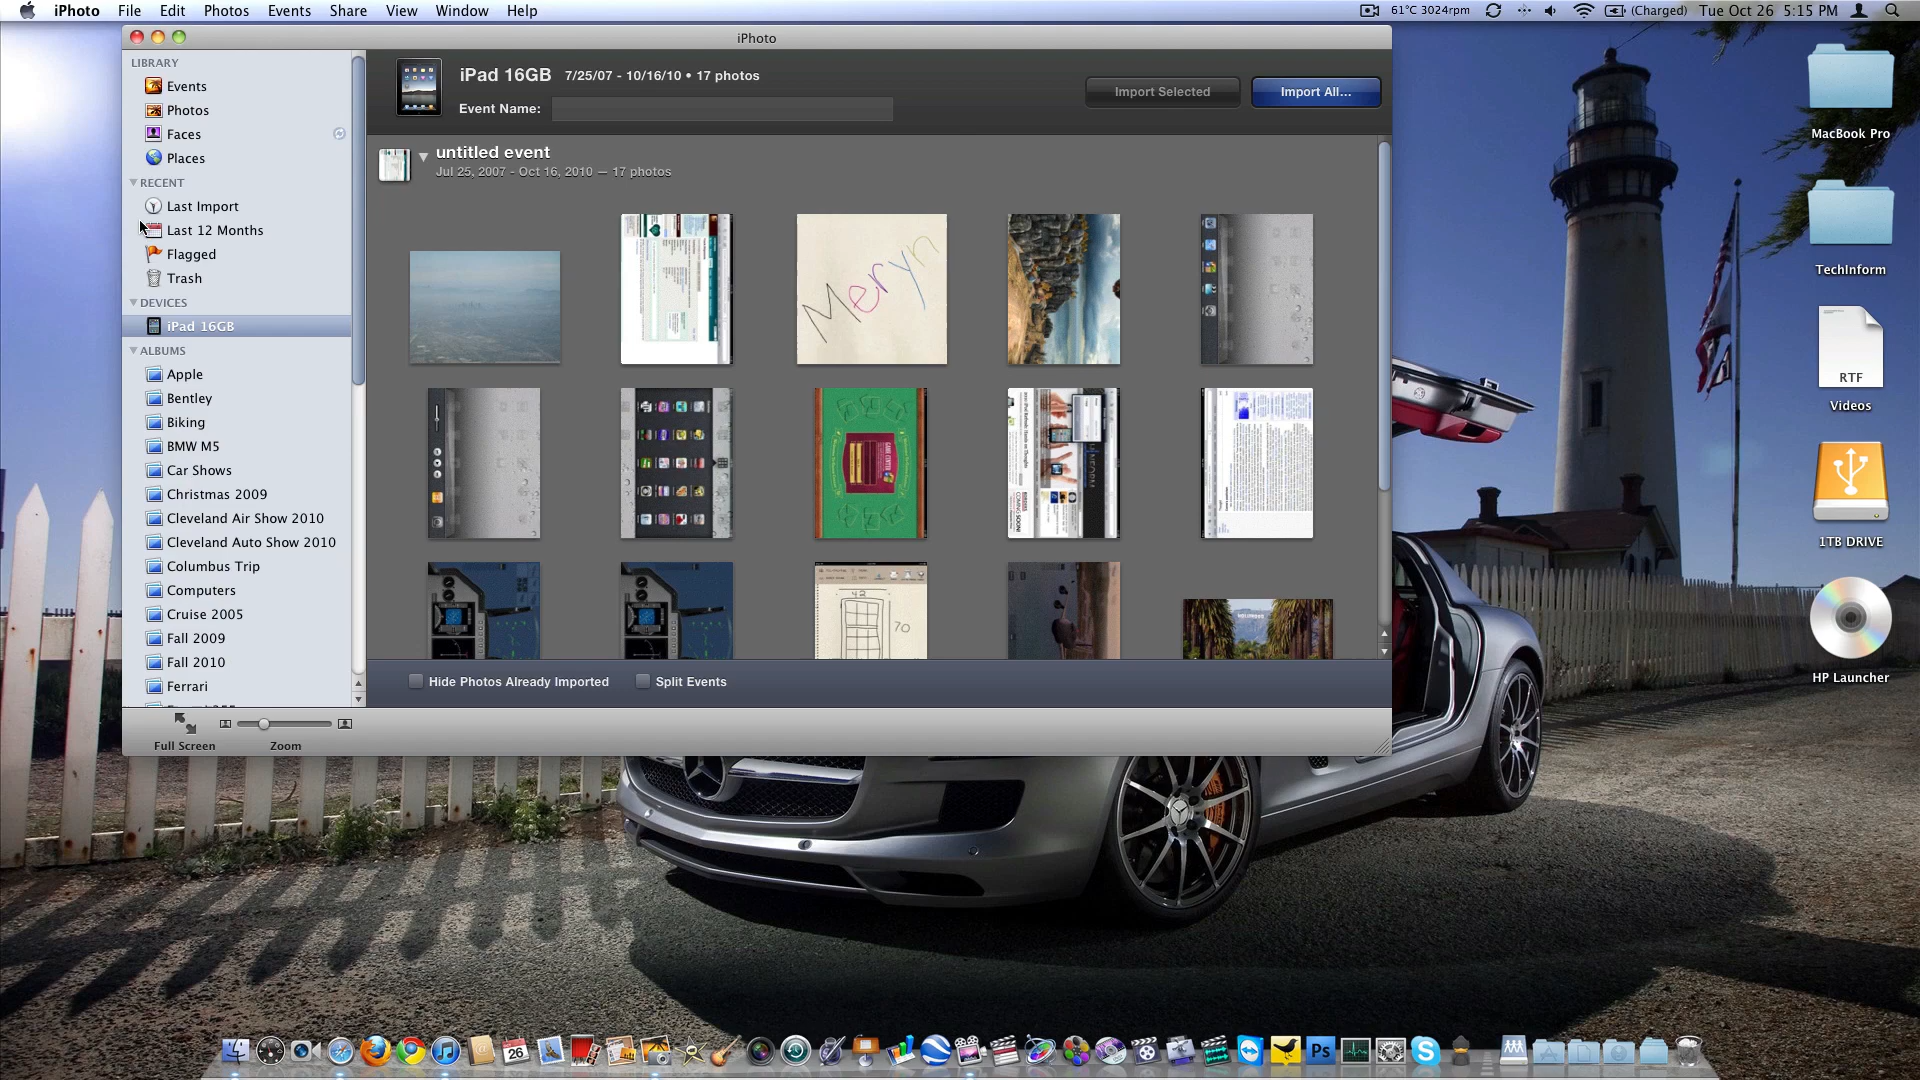 iPhoto File Edit Photos Events Share View Window Help
61°C 3024rpm (Charged) Tue Oct 26 5:15 PM
iPhoto
LIBRARY
Events
Photos
Faces
Places
RECENT
Last Import
Last 12 Months
Flagged
Trash
DEVICES
iPad 16GB
ALBUMS
Apple
Bentley
Biking
BMW M5
Car Shows
Christmas 2009
Cleveland Air Show 2010
Cleveland Auto Show 2010
Columbus Trip
Computers
Cruise 2005
Fall 2009
Fall 2010
Ferrari
iPad 16GB 7/25/07 - 10/16/10 • 17 photos
Event Name:
Import Selected
Import All...
untitled event
Jul 25, 2007 - Oct 16, 2010 — 17 photos
Meryn
42
70
Hide Photos Already Imported
Split Events
Full Screen
Zoom
MacBook Pro
TechInform
RTF
Videos
1TB DRIVE
HP Launcher
26
Ps